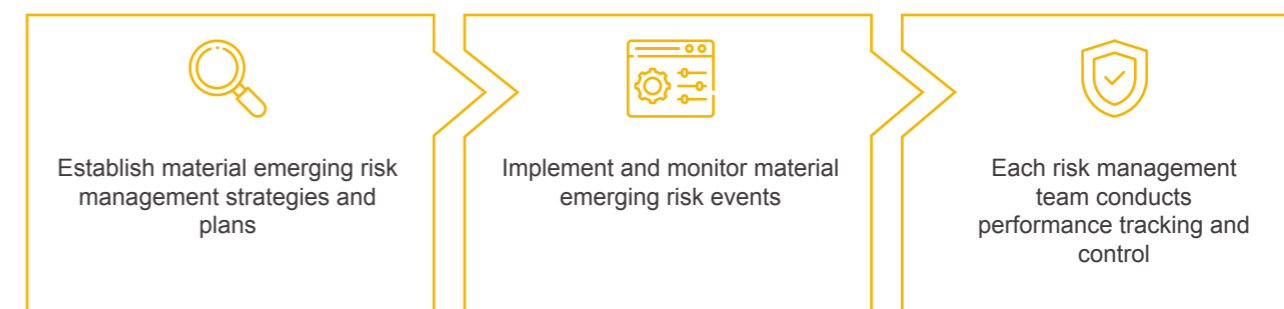 Establish material emerging risk
management strategies and
plans
Implement and monitor material
emerging risk events
Each risk management
team conducts
performance tracking and
control